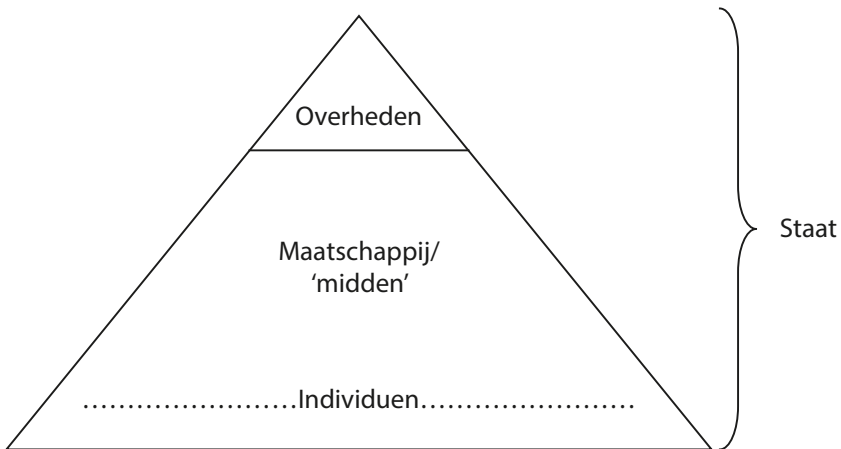 Overheden
Maatschappij/
‘midden’
Staat
........................Individuen........................